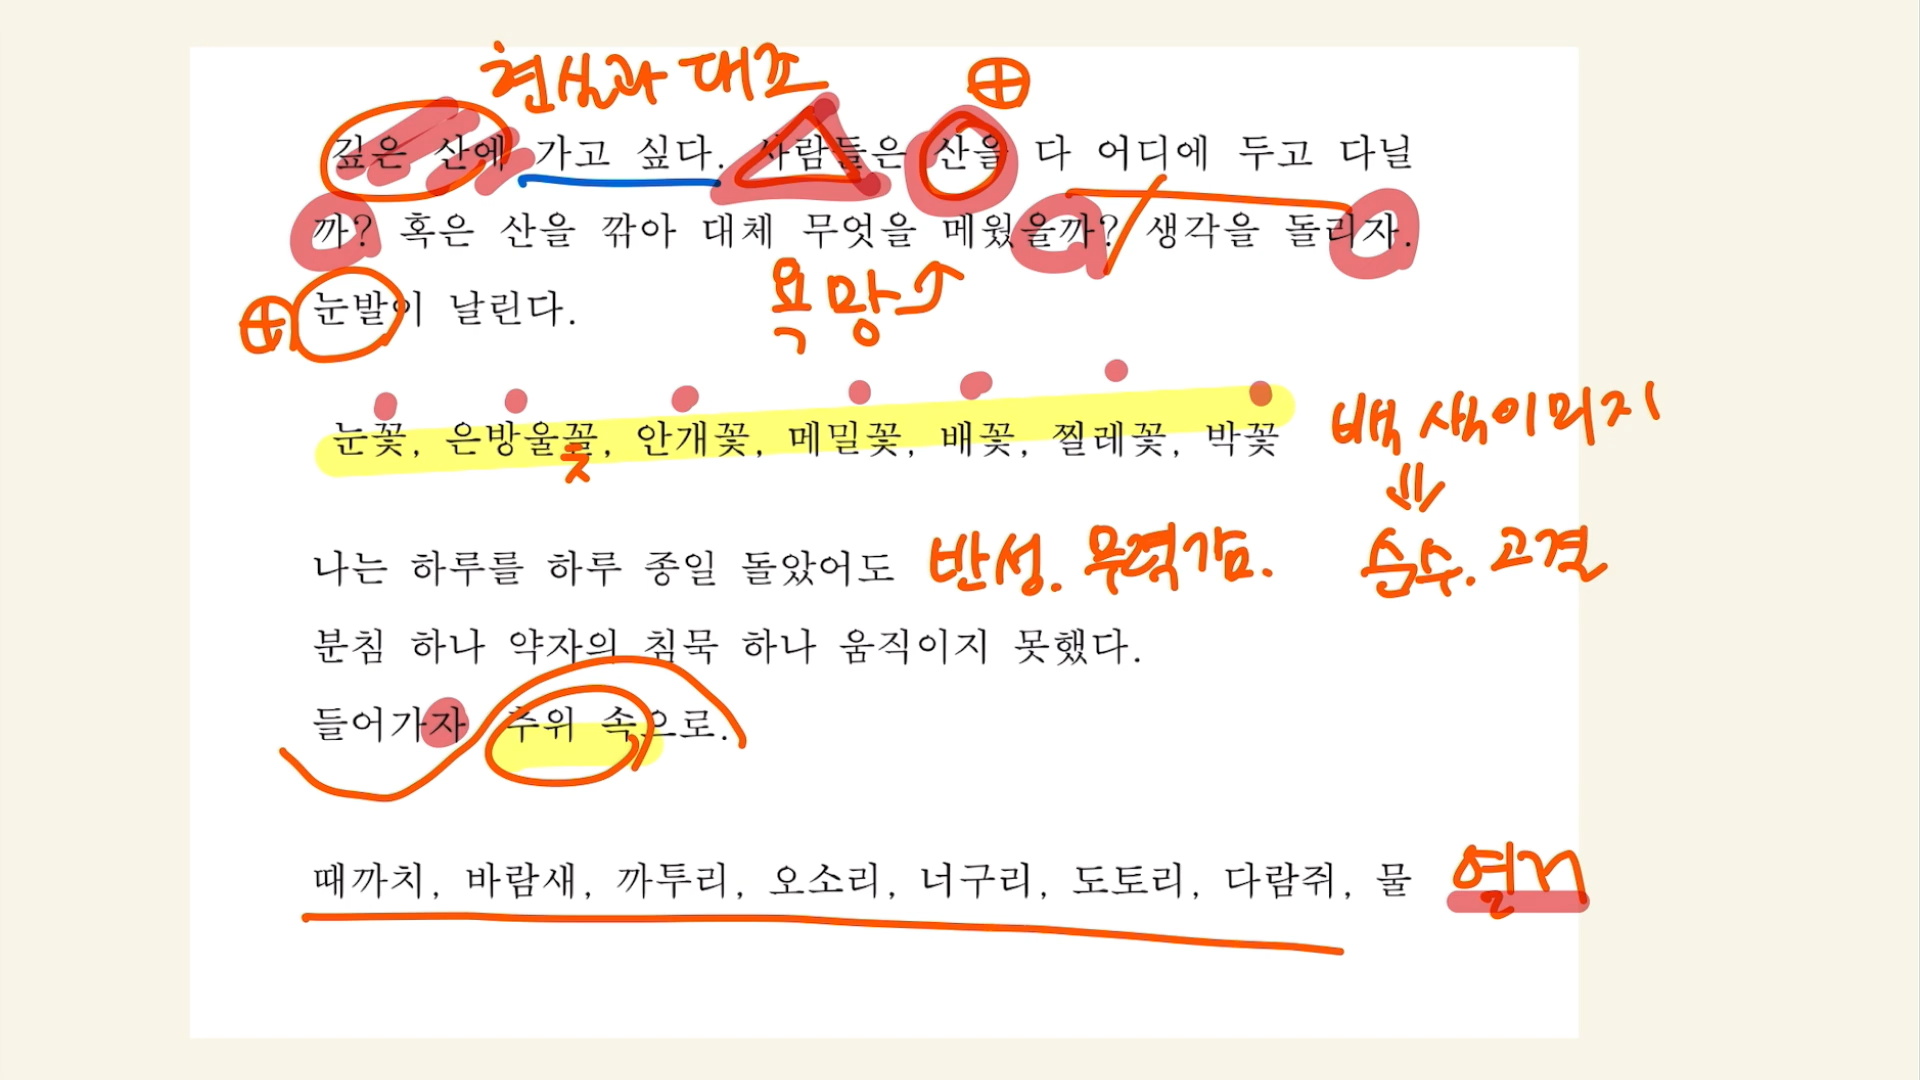 현실과 대조
깊은 산에 가고 싶다. 사람들은 산을 다 어디에 두고 다닐
까? 혹은 산을 깎아 대체 무엇을 메웠을까? 생각을 돌리자.
욕망↑
눈발이 날린다.
눈꽃, 은방울꼴, 안개꽃, 메밀꽃, 배꽃, 찔레꽃, 박꽃
꽃
백색이미지
⇓
순수. 고결
나는 하루를 하루 종일 돌았어도
반성. 무력감.
분침 하나 약자의 침묵 하나 움직이지 못했다.
들어가자 추위 속으로.
때까치, 바람새, 까투리, 오소리, 너구리, 도토리, 다람쥐, 물
열거